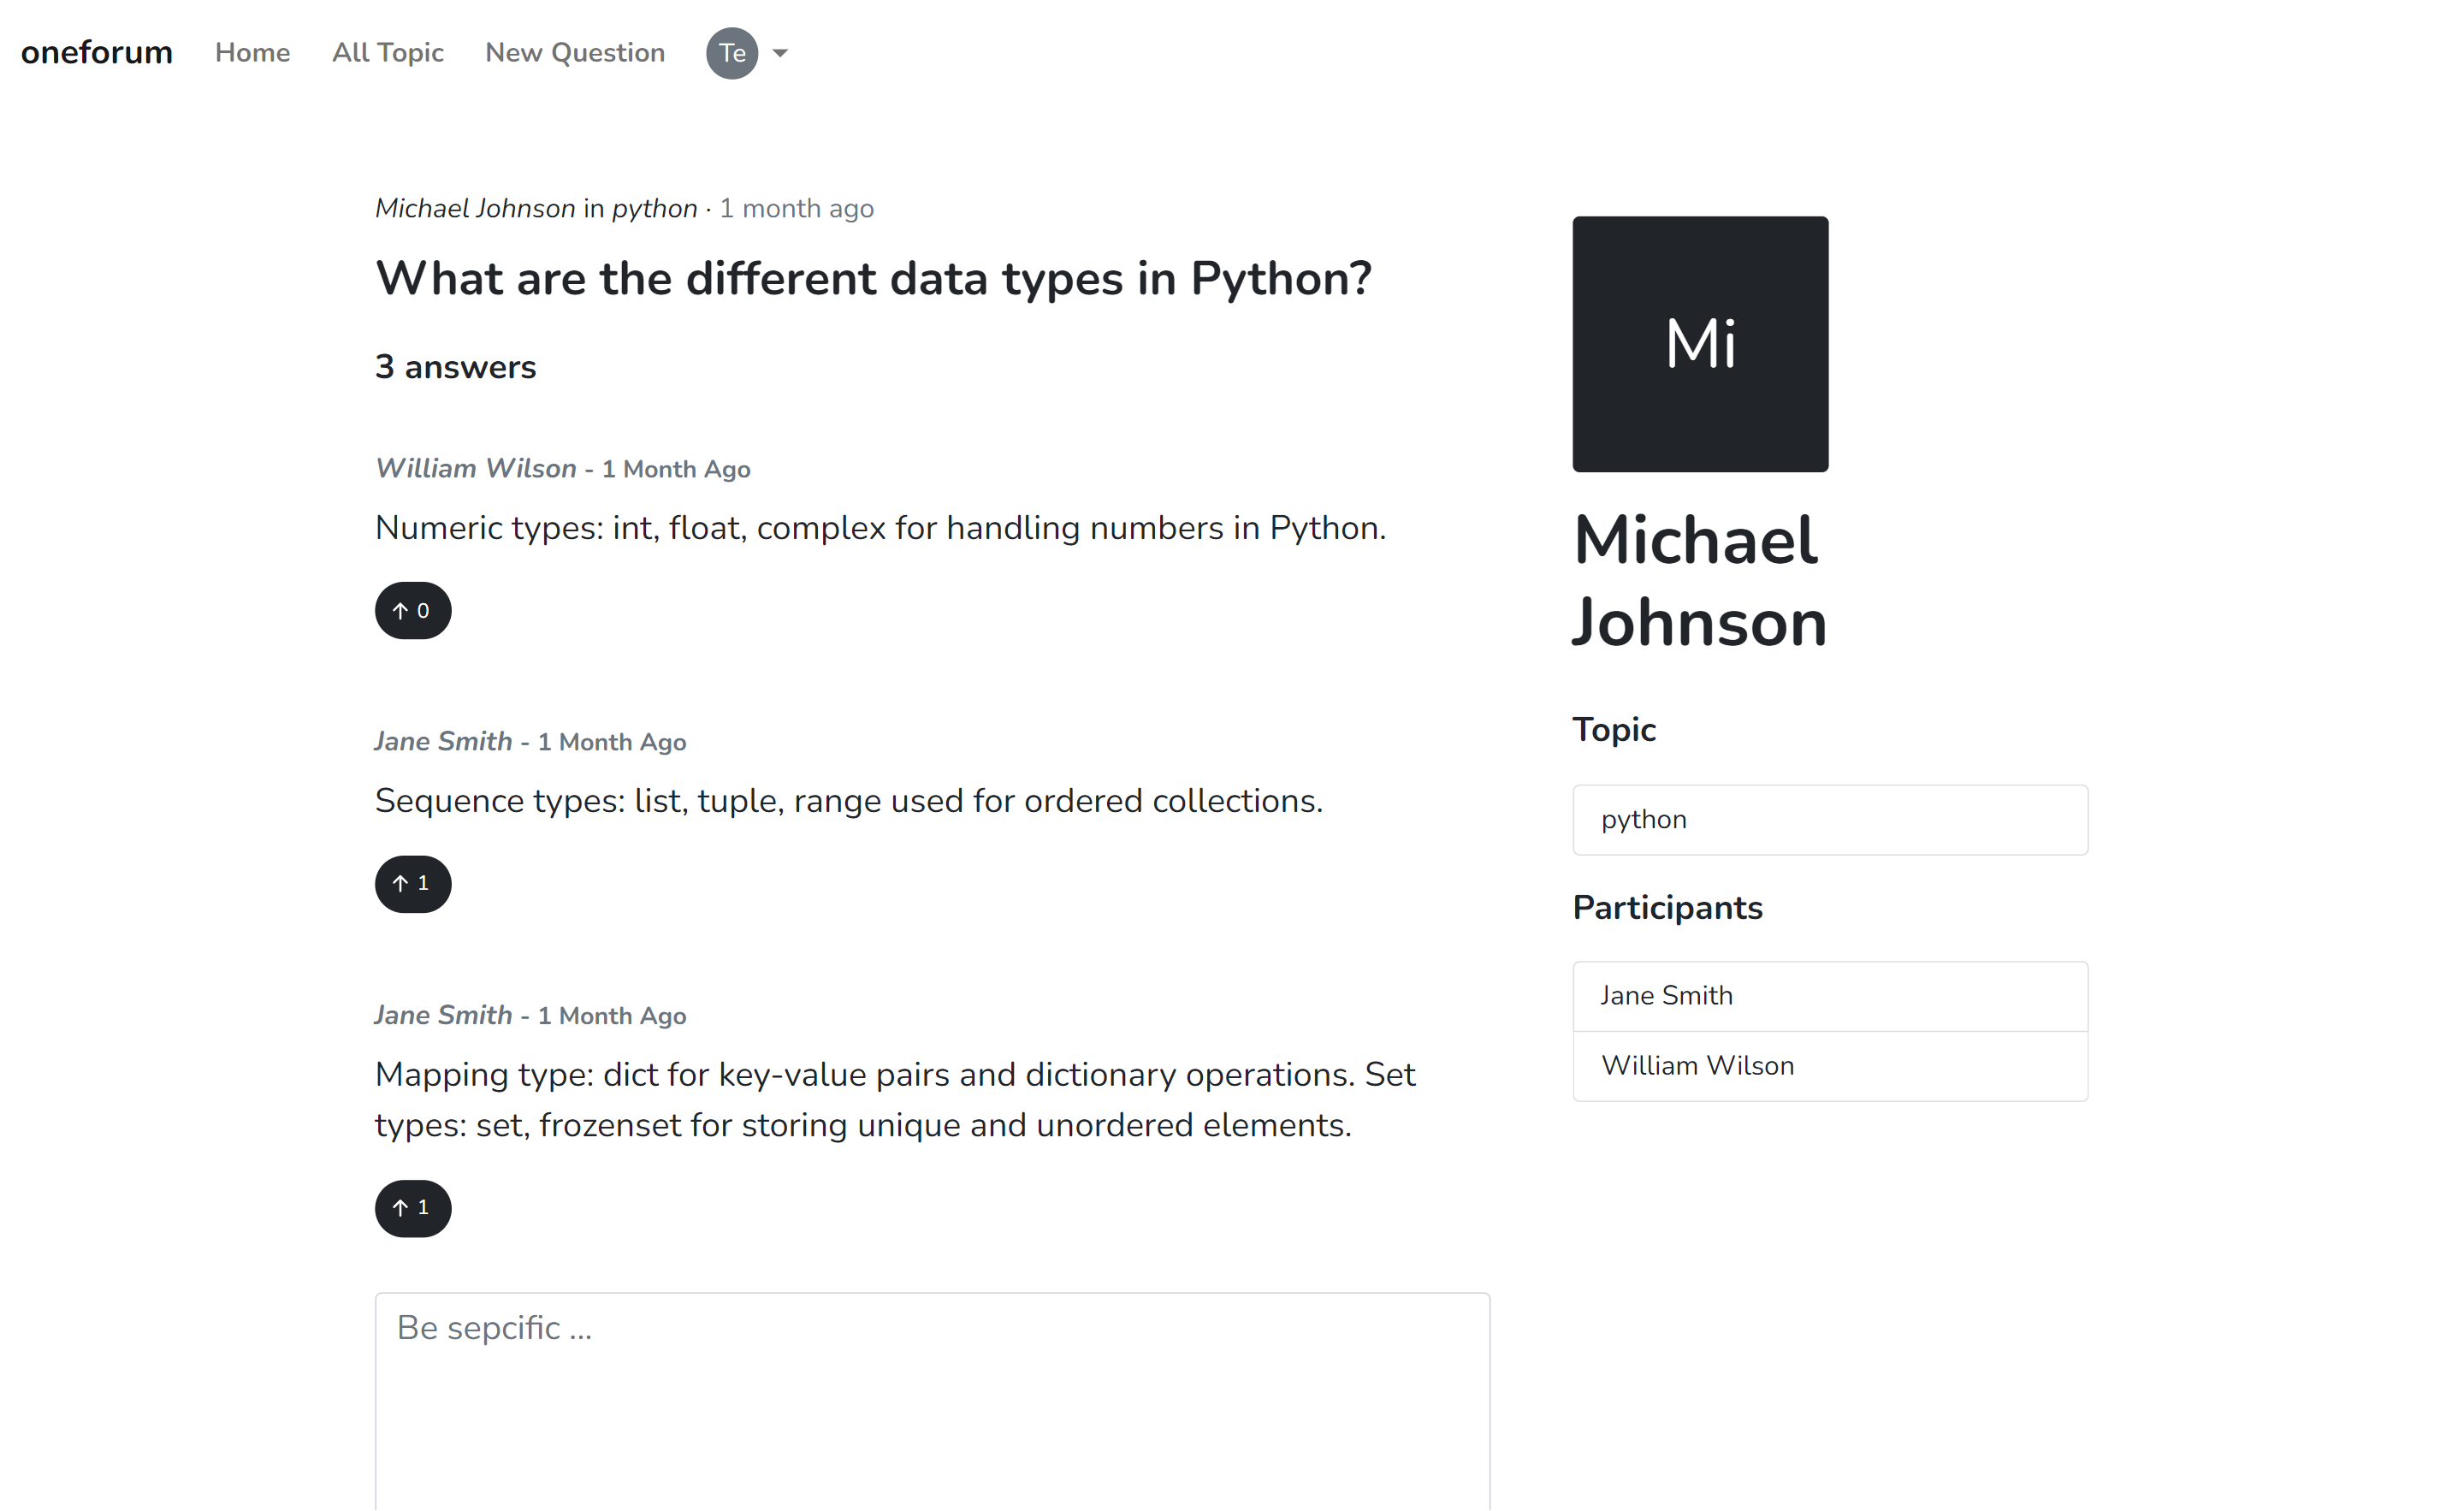 oneforum Home All Topic New Question Te
Michael Johnson in python · 1 month ago
What are the different data types in Python?
3 answers
William Wilson - 1 Month Ago
Numeric types: int, float, complex for handling numbers in Python.
↑ 0
Jane Smith - 1 Month Ago
Sequence types: list, tuple, range used for ordered collections.
↑ 1
Jane Smith - 1 Month Ago
Mapping type: dict for key-value pairs and dictionary operations. Set
types: set, frozenset for storing unique and unordered elements.
↑ 1
Be sepcific ...
Mi
Michael
Johnson
Topic
python
Participants
Jane Smith
William Wilson